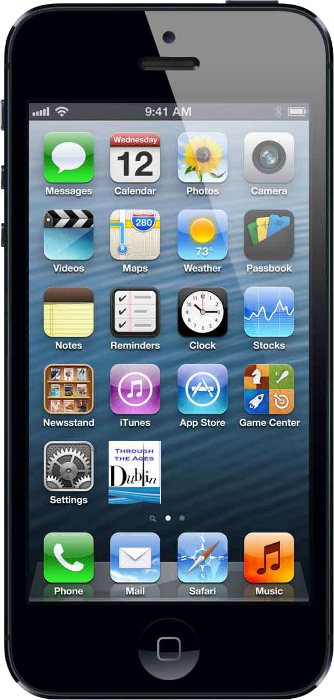 9:41 AM
Wednesday
12
280
73°
Messages Calendar Photos Camera
Videos Maps Weather Passbook
Notes Reminders Clock Stocks
Newsstand iTunes App Store Game Center
THROUGH
THE AGES
Dublin
Settings
Phone Mail Safari Music